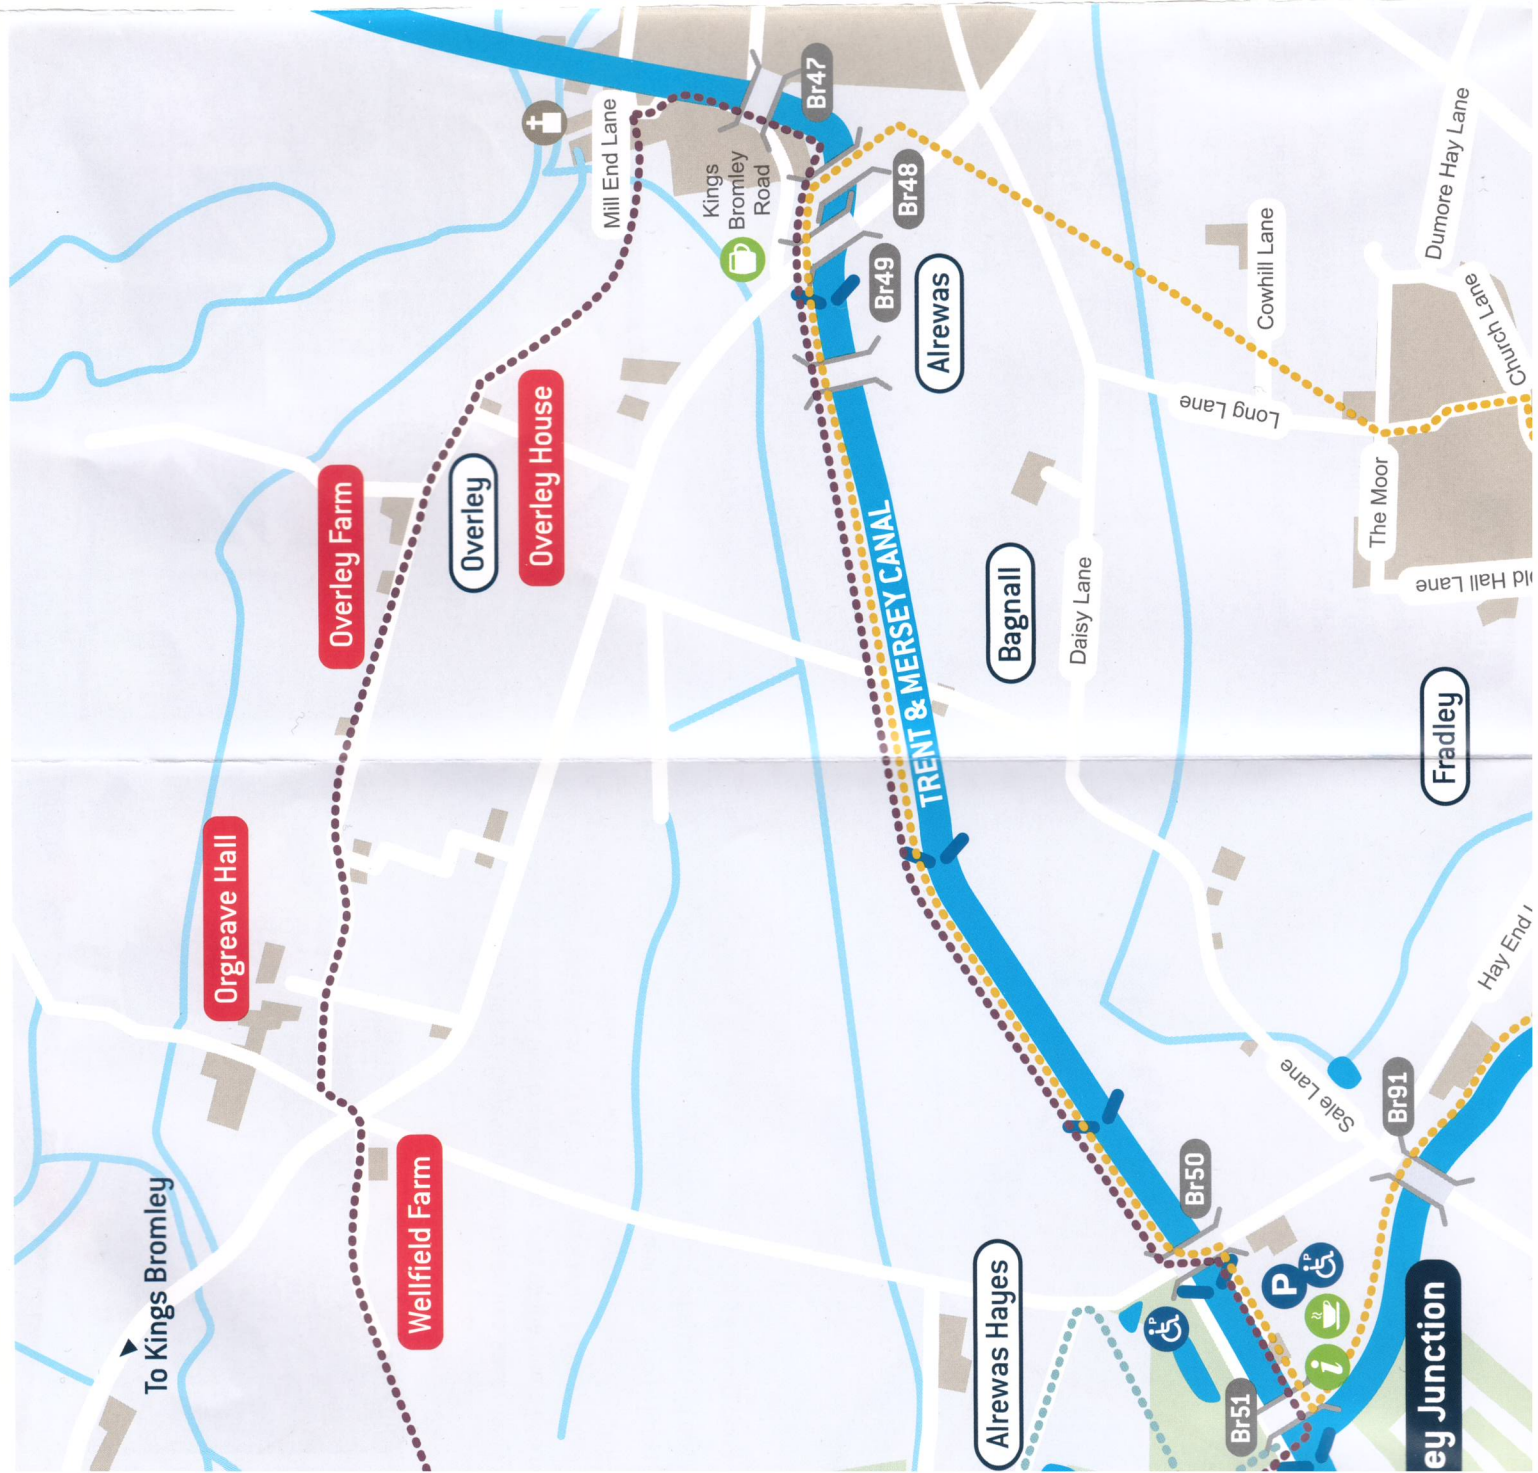 Br47
Mill End Lane
Kings
Bromley
Road
Br48
Br49
Alrewas
Dumore Hay Lane
Cowhill Lane
Church Lane
Long Lane
The Moor
Overley House
Overley
Overley Farm
TRENT & MERSEY CANAL
Bagnall
Daisy Lane
ld Hall Lane
Fradley
Orgreave Hall
Hay End L
Sale Lane
Br91
Br50
Wellfield Farm
To Kings Bromley
P
P
P
i
Alrewas Hayes
Br51
ey Junction